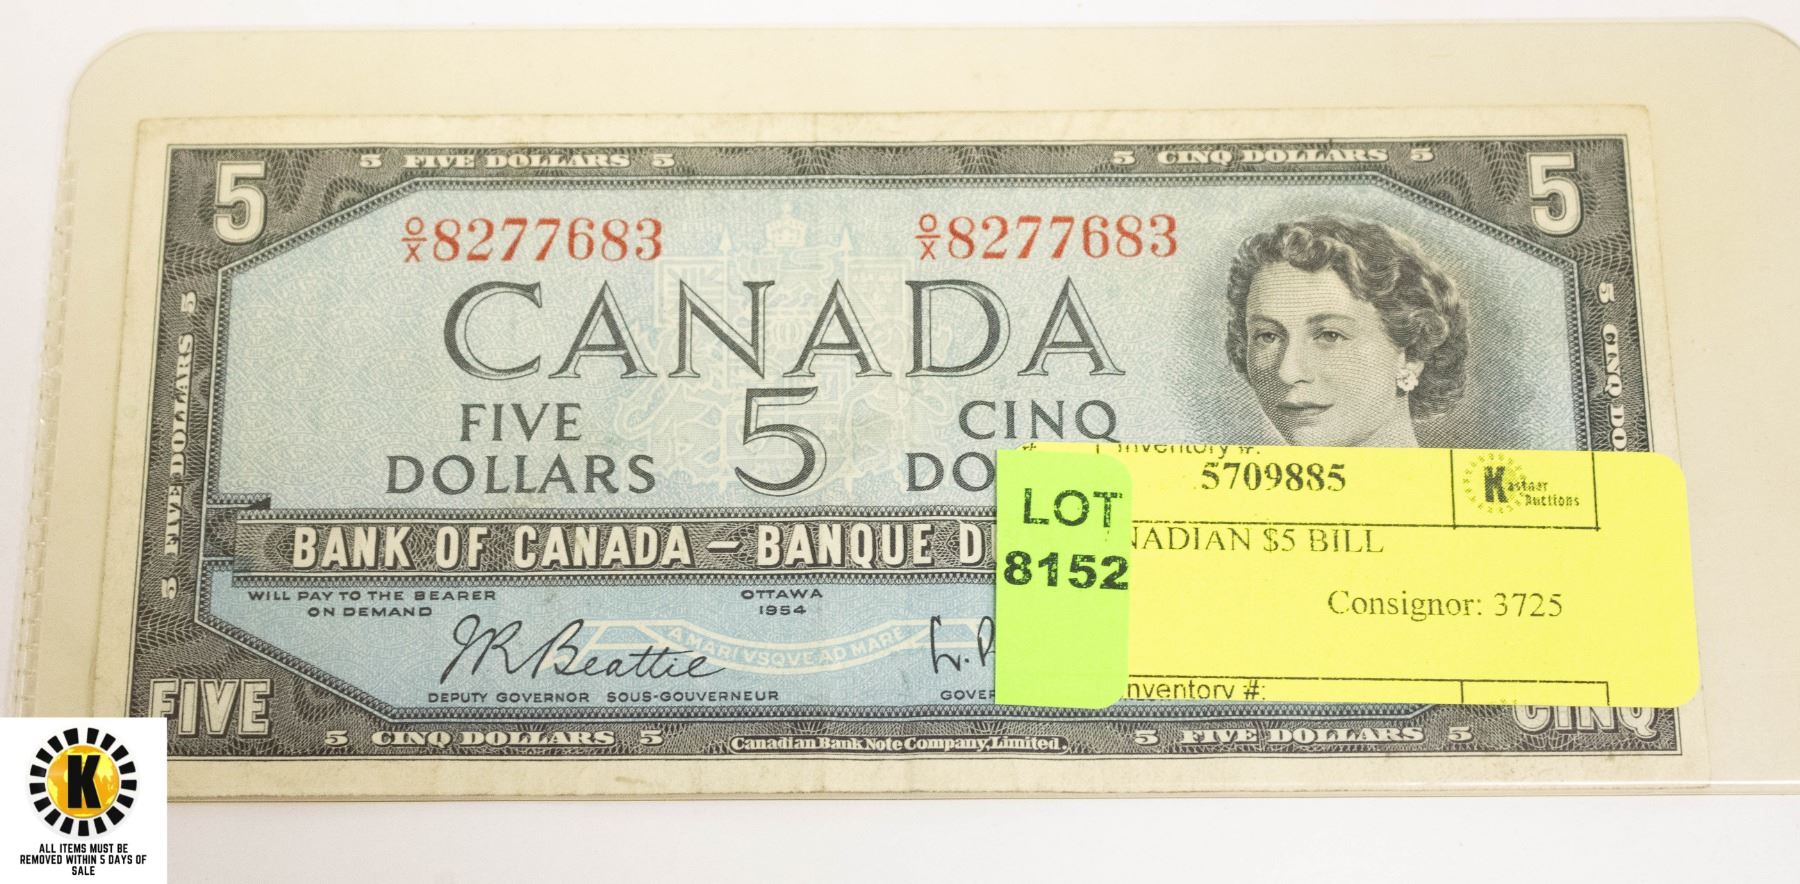 5 FIVE DOLLARS 5
5 CINQ DOLLARS 5
5
5
O/X 8277683
O/X 8277683
CANADA
FIVE DOLLARS
5
CINQ
DO
5 FIVE DOLLARS 5
5 CINQ DO
BANK OF CANADA – BANQUE D
WILL PAY TO THE BEARER
ON DEMAND
OTTAWA
1954
A MARI VSQVE AD MARE
J R Beattie
L. R
DEPUTY GOVERNOR SOUS-GOUVERNEUR
GOVER
FIVE
CINQ
5 CINQ DOLLARS 5
Canadian Bank Note Company, Limited.
5 FIVE DOLLARS 5
LOT
8152
Inventory #:
5709885
Kastner
Auctions
NADIAN $5 BILL
Consignor: 3725
Inventory #:
K
ALL ITEMS MUST BE
REMOVED WITHIN 5 DAYS OF
SALE